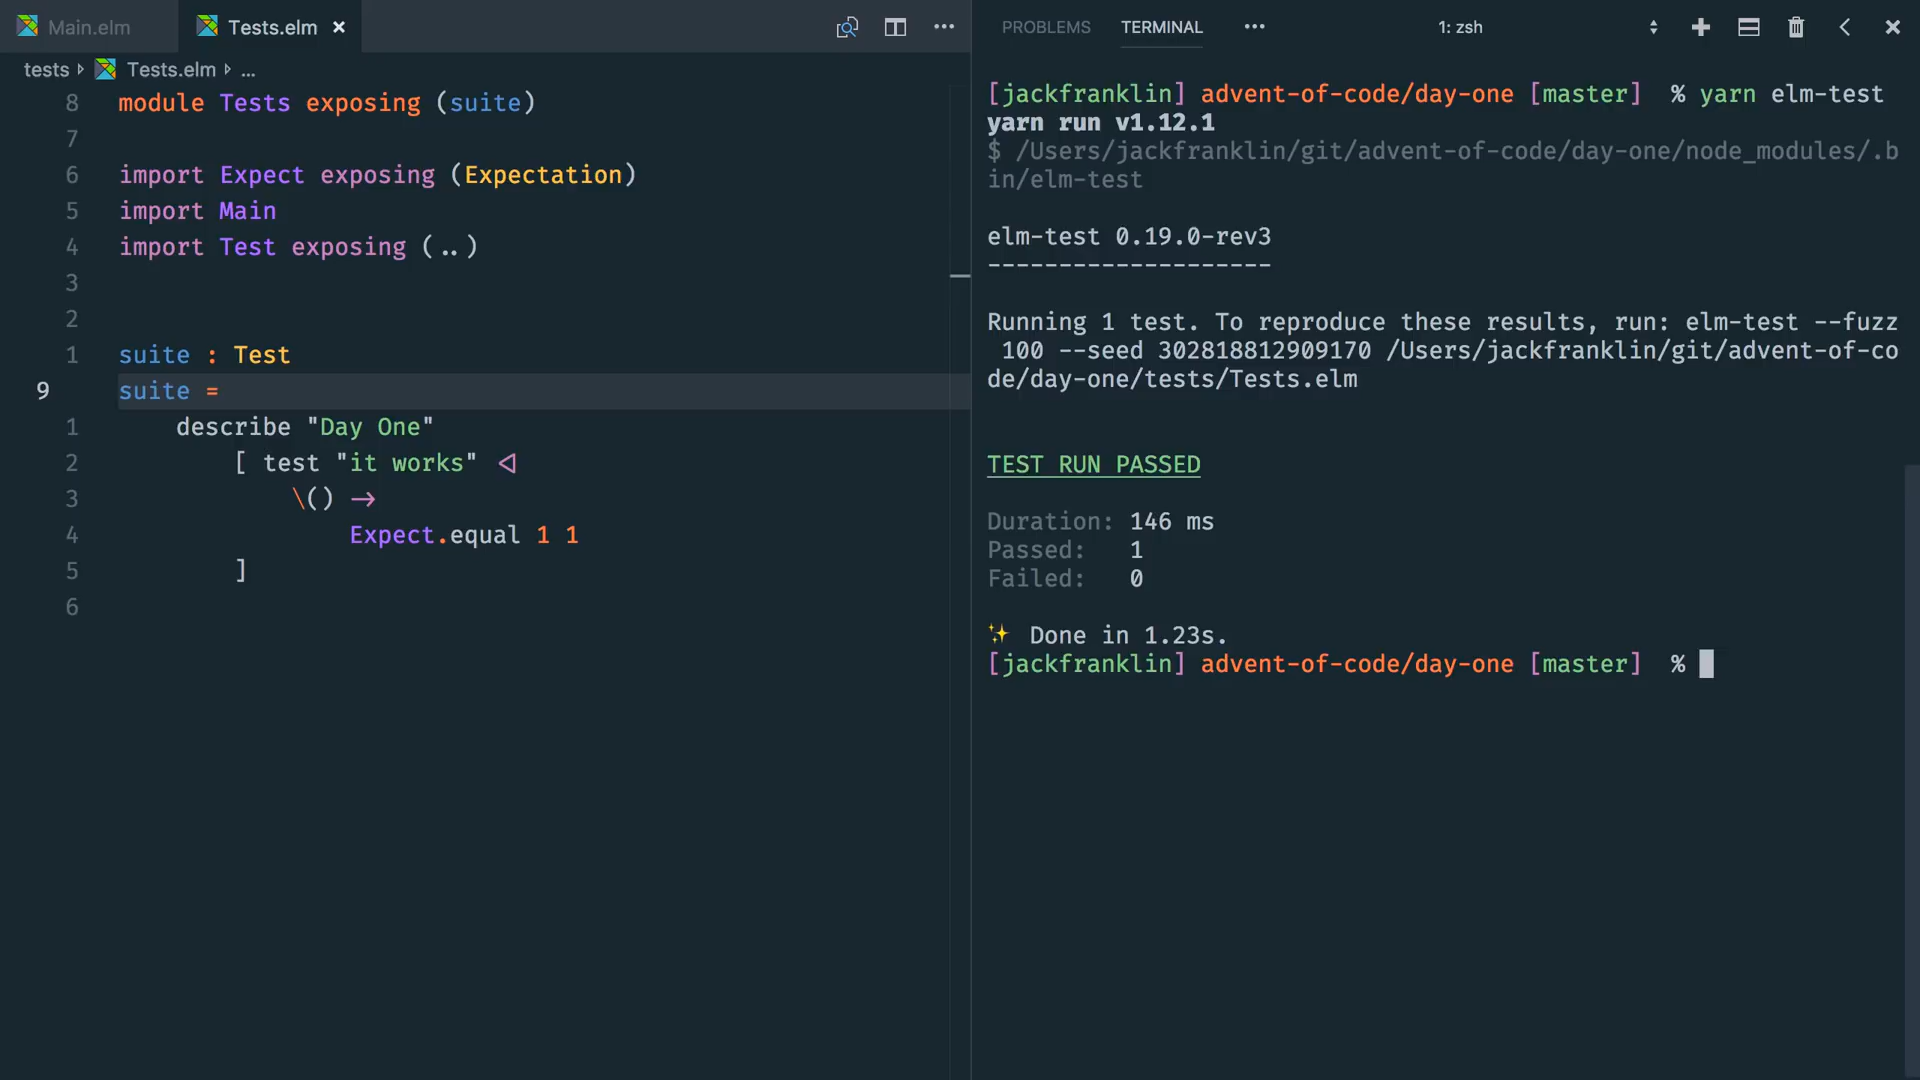 Main.elm
Tests.elm ×
tests Tests.elm ...
8 module Tests exposing (suite)
7
6 import Expect exposing (Expectation)
5 import Main
4 import Test exposing (..)
3
2
1 suite : Test
9 suite =
1 describe "Day One"
2 [ test "it works" <|
3 \() ->
4 Expect.equal 1 1
5 ]
6
PROBLEMS TERMINAL ... 1: zsh
[jackfranklin] advent-of-code/day-one [master] % yarn elm-test
yarn run v1.12.1
$ /Users/jackfranklin/git/advent-of-code/day-one/node_modules/.b
in/elm-test
elm-test 0.19.0-rev3
--------------------
Running 1 test. To reproduce these results, run: elm-test --fuzz
100 --seed 302818812909170 /Users/jackfranklin/git/advent-of-co
de/day-one/tests/Tests.elm
TEST RUN PASSED
Duration: 146 ms
Passed: 1
Failed: 0
✨ Done in 1.23s.
[jackfranklin] advent-of-code/day-one [master] %